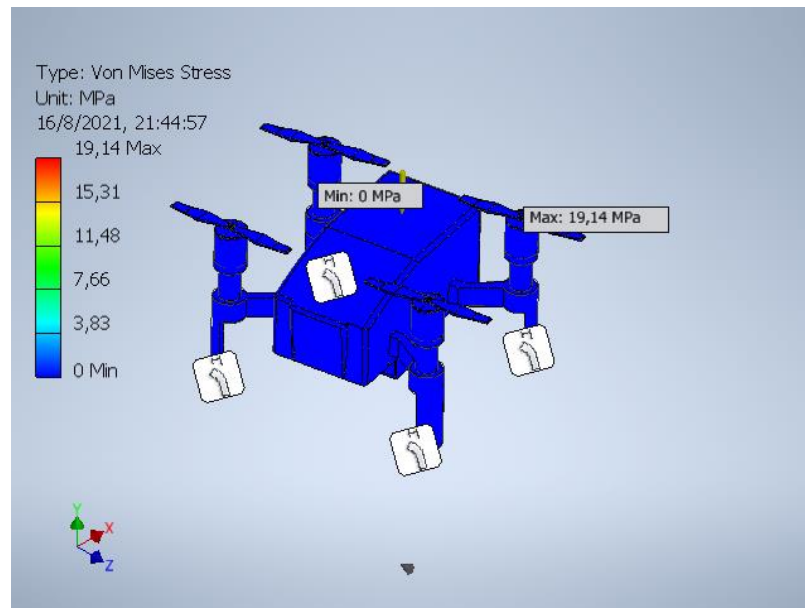 Type: Von Mises Stress
Unit: MPa
16/8/2021, 21:44:57
19,14 Max
15,31
11,48
7,66
3,83
0 Min
Min: 0 MPa
Max: 19,14 MPa
Y
X
Z